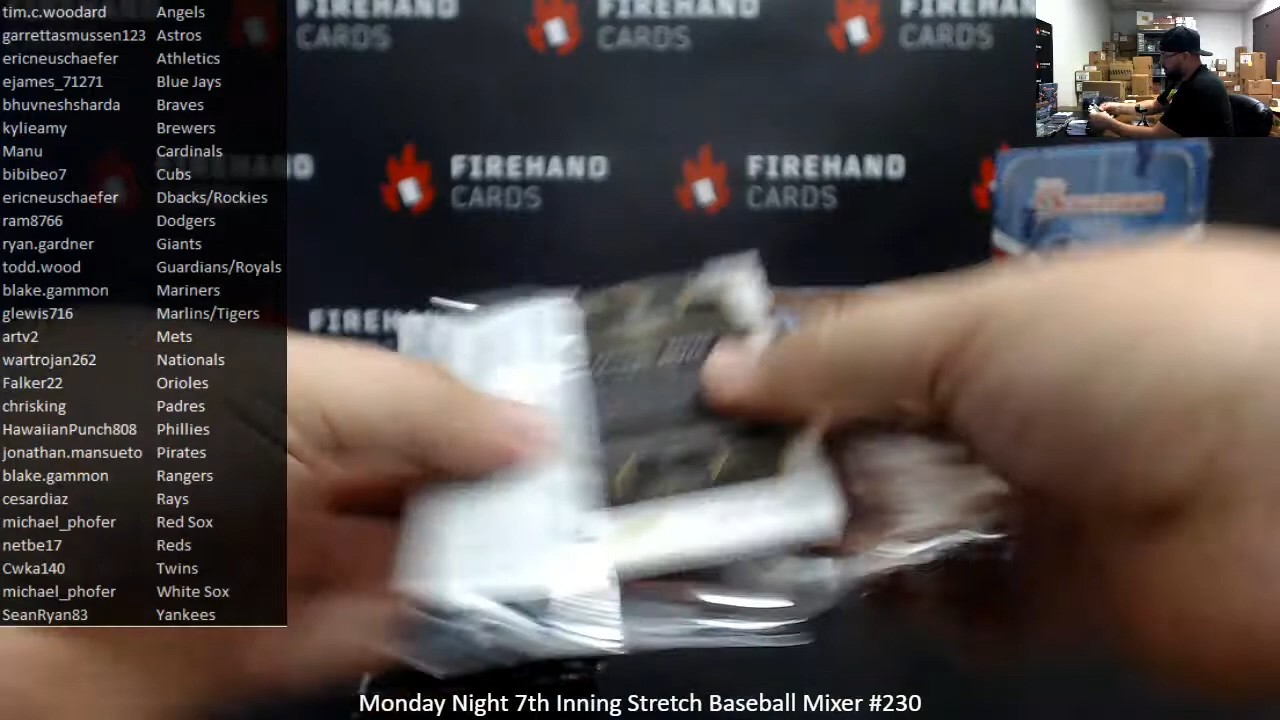 tim.c.woodard Angels
garrettasmussen123 Astros
ericneuschaefer Athletics
ejames_71271 Blue Jays
bhuvneshsharda Braves
kylieamy Brewers
Manu Cardinals
bibibeo7 Cubs
ericneuschaefer Dbacks/Rockies
ram8766 Dodgers
ryan.gardner Giants
todd.wood Guardians/Royals
blake.gammon Mariners
glewis716 Marlins/Tigers
artv2 Mets
wartrojan262 Nationals
Falker22 Orioles
chrisking Padres
HawaiianPunch808 Phillies
jonathan.mansueto Pirates
blake.gammon Rangers
cesardiaz Rays
michael_phofer Red Sox
netbe17 Reds
Cwka140 Twins
michael_phofer White Sox
SeanRyan83 Yankees
FIREHAND
CARDS
FIREHAND
CARDS
FIREHAN
CARDS
FIREHAND
CARDS
FIREHAND
CARDS
Monday Night 7th Inning Stretch Baseball Mixer #230